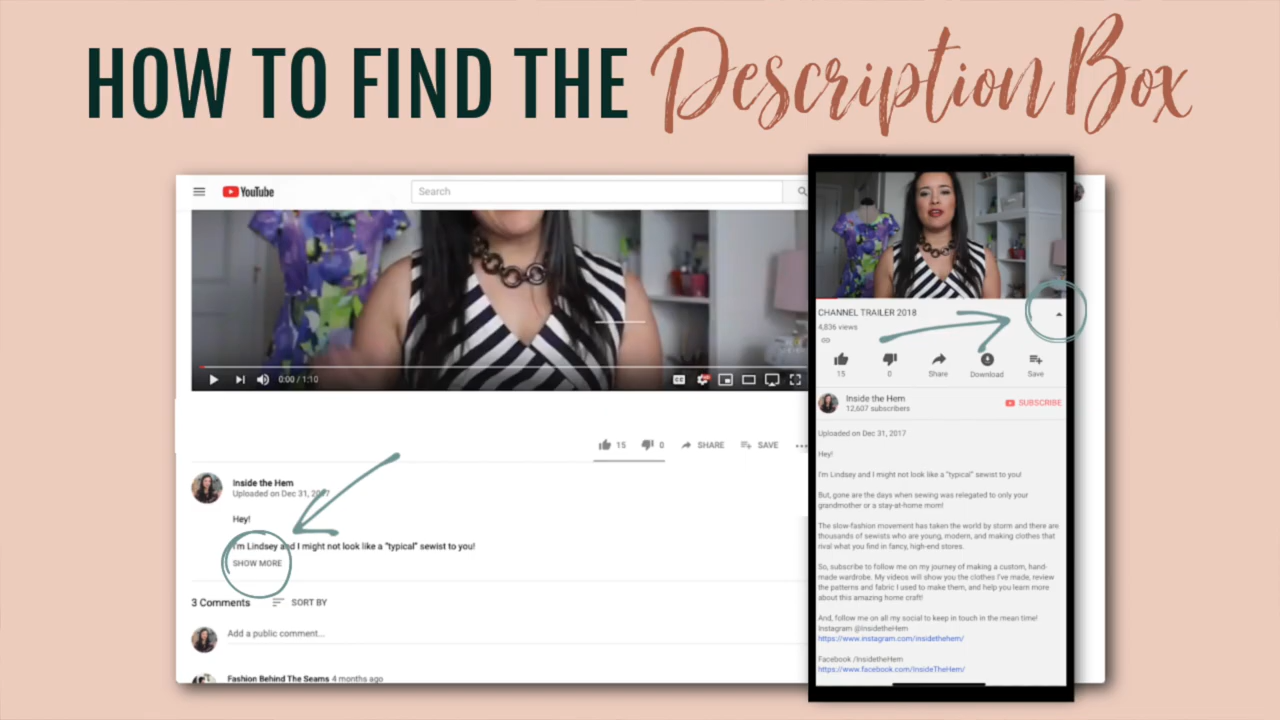 HOW TO FIND THE Description Box
YouTube
Search
0:00 / 1:10
CC
15
0
SHARE
SAVE
Inside the Hem
Uploaded on Dec 31, 2017
Hey!
I'm Lindsey and I might not look like a "typical" sewist to you!
SHOW MORE
3 Comments
SORT BY
Add a public comment...
Fashion Behind The Seams 4 months ago
CHANNEL TRAILER 2018
4,836 views
15
0
Share
Download
Save
Inside the Hem
12,607 subscribers
SUBSCRIBE
Uploaded on Dec 31, 2017
Hey!
I'm Lindsey and I might not look like a "typical" sewist to you!
But, gone are the days when sewing was relegated to only your
grandmother or a stay-at-home mom!
The slow-fashion movement has taken the world by storm and there are
thousands of sewists who are young, modern, and making clothes that
rival what you find in fancy, high-end stores.
So, subscribe to follow me on my journey of making a custom, hand-
made wardrobe. My videos will show you the clothes I've made, review
the patterns and fabric I used to make them, and help you learn more
about this amazing home craft!
And, follow me on all my social to keep in touch in the mean time!
Instagram @InsidetheHem
https://www.instagram.com/insidethehem/
Facebook /InsidetheHem
https://www.facebook.com/InsideTheHem/